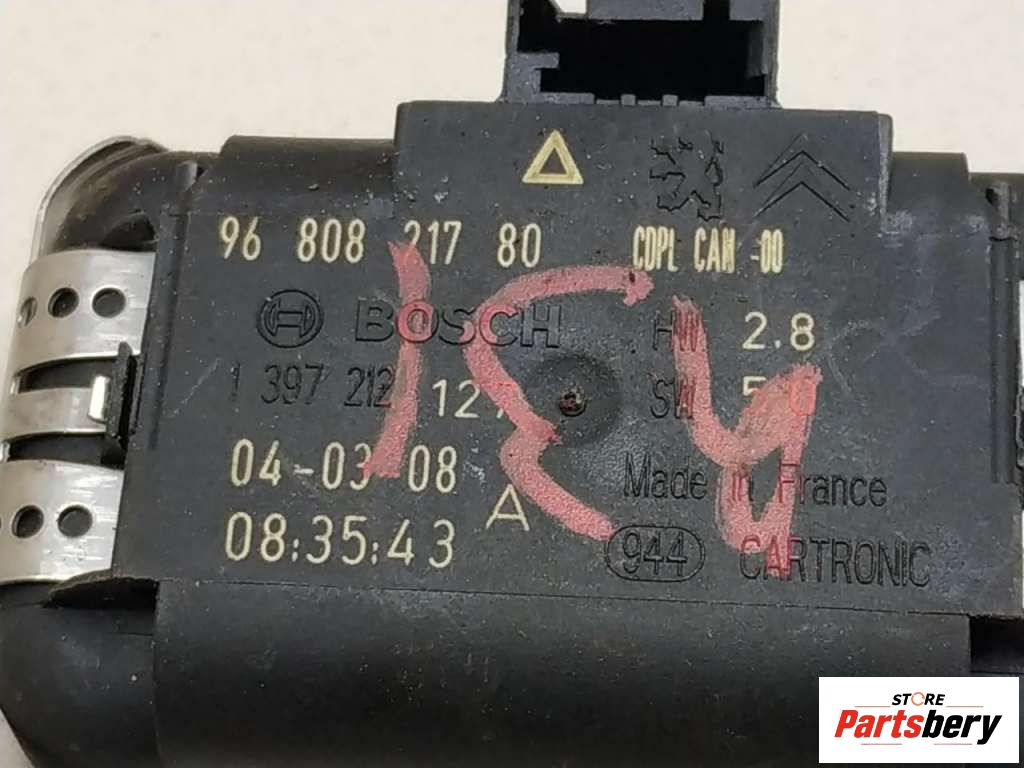 96 808 217 80 CDPL CAN -00
BOSCH HW 2.8
1 397 212 SW
04-03-08 Made in France
A
08:35:43 944 CARTRONIC
STORE
Partsbery